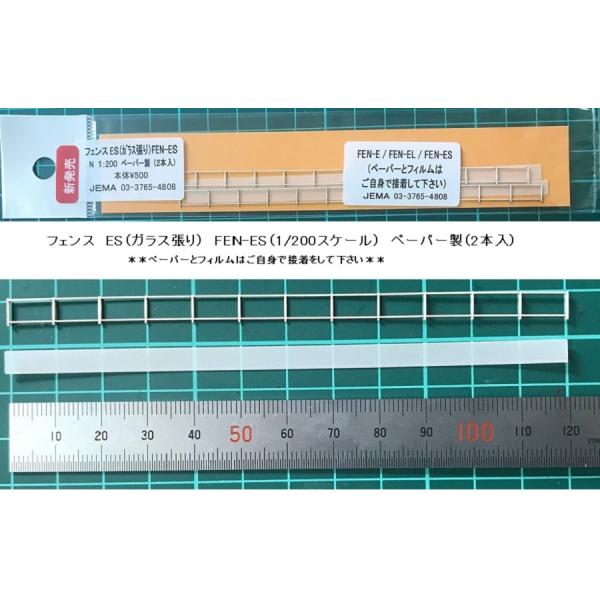 新発売
フェンスES(ガラス張り)FEN-ES
N 1:200 ペーパー製 (2本入)
本体¥500
JEMA 03-3765-4808
FEN-E / FEN-EL / FEN-ES
(ペーパーとフィルムは
ご自身で接着して下さい)
JEMA 03-3765-4808
フェンス ES(ガラス張り) FEN-ES(1/200スケール) ペーパー製(2本入)
**ペーパーとフィルムはご自身で接着をして下さい**
10 20 30 40 50 60 70 80 90 100 110 120